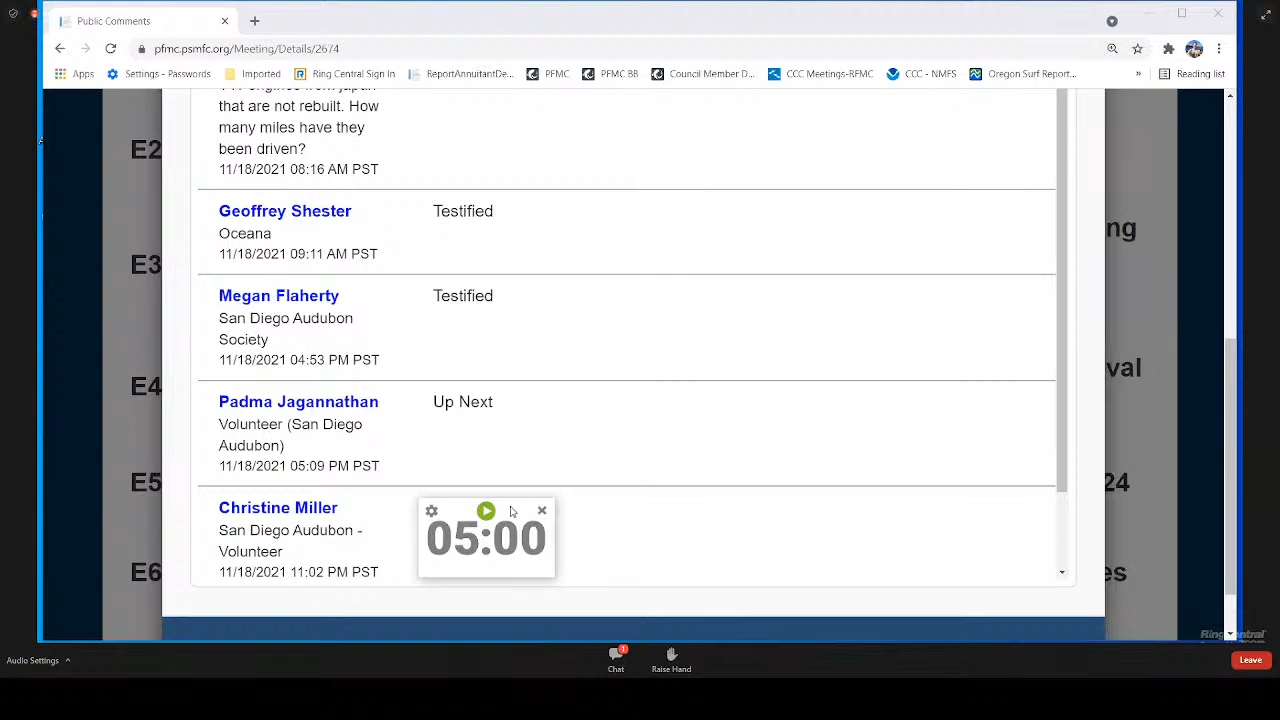 Public Comments
pfmc.psmfc.org/Meeting/Details/2674
Apps Settings - Passwords Imported Ring Central Sign In ReportAnnuitantDe... PFMC PFMC BB Council Member D... CCC Meetings-RFMC CCC - NMFS Oregon Surf Report... » Reading list
that are not rebuilt. How
many miles have they
been driven?
11/18/2021 08:16 AM PST
E2
Geoffrey Shester Testified
Oceana
11/18/2021 09:11 AM PST
ng
E3
Megan Flaherty Testified
San Diego Audubon
Society
11/18/2021 04:53 PM PST
val
E4
Padma Jagannathan Up Next
Volunteer (San Diego
Audubon)
11/18/2021 05:09 PM PST
E5
24
Christine Miller
San Diego Audubon -
Volunteer
11/18/2021 11:02 PM PST
05:00
E6
es
RingCentral
Audio Settings
1
Chat
Raise Hand
Leave